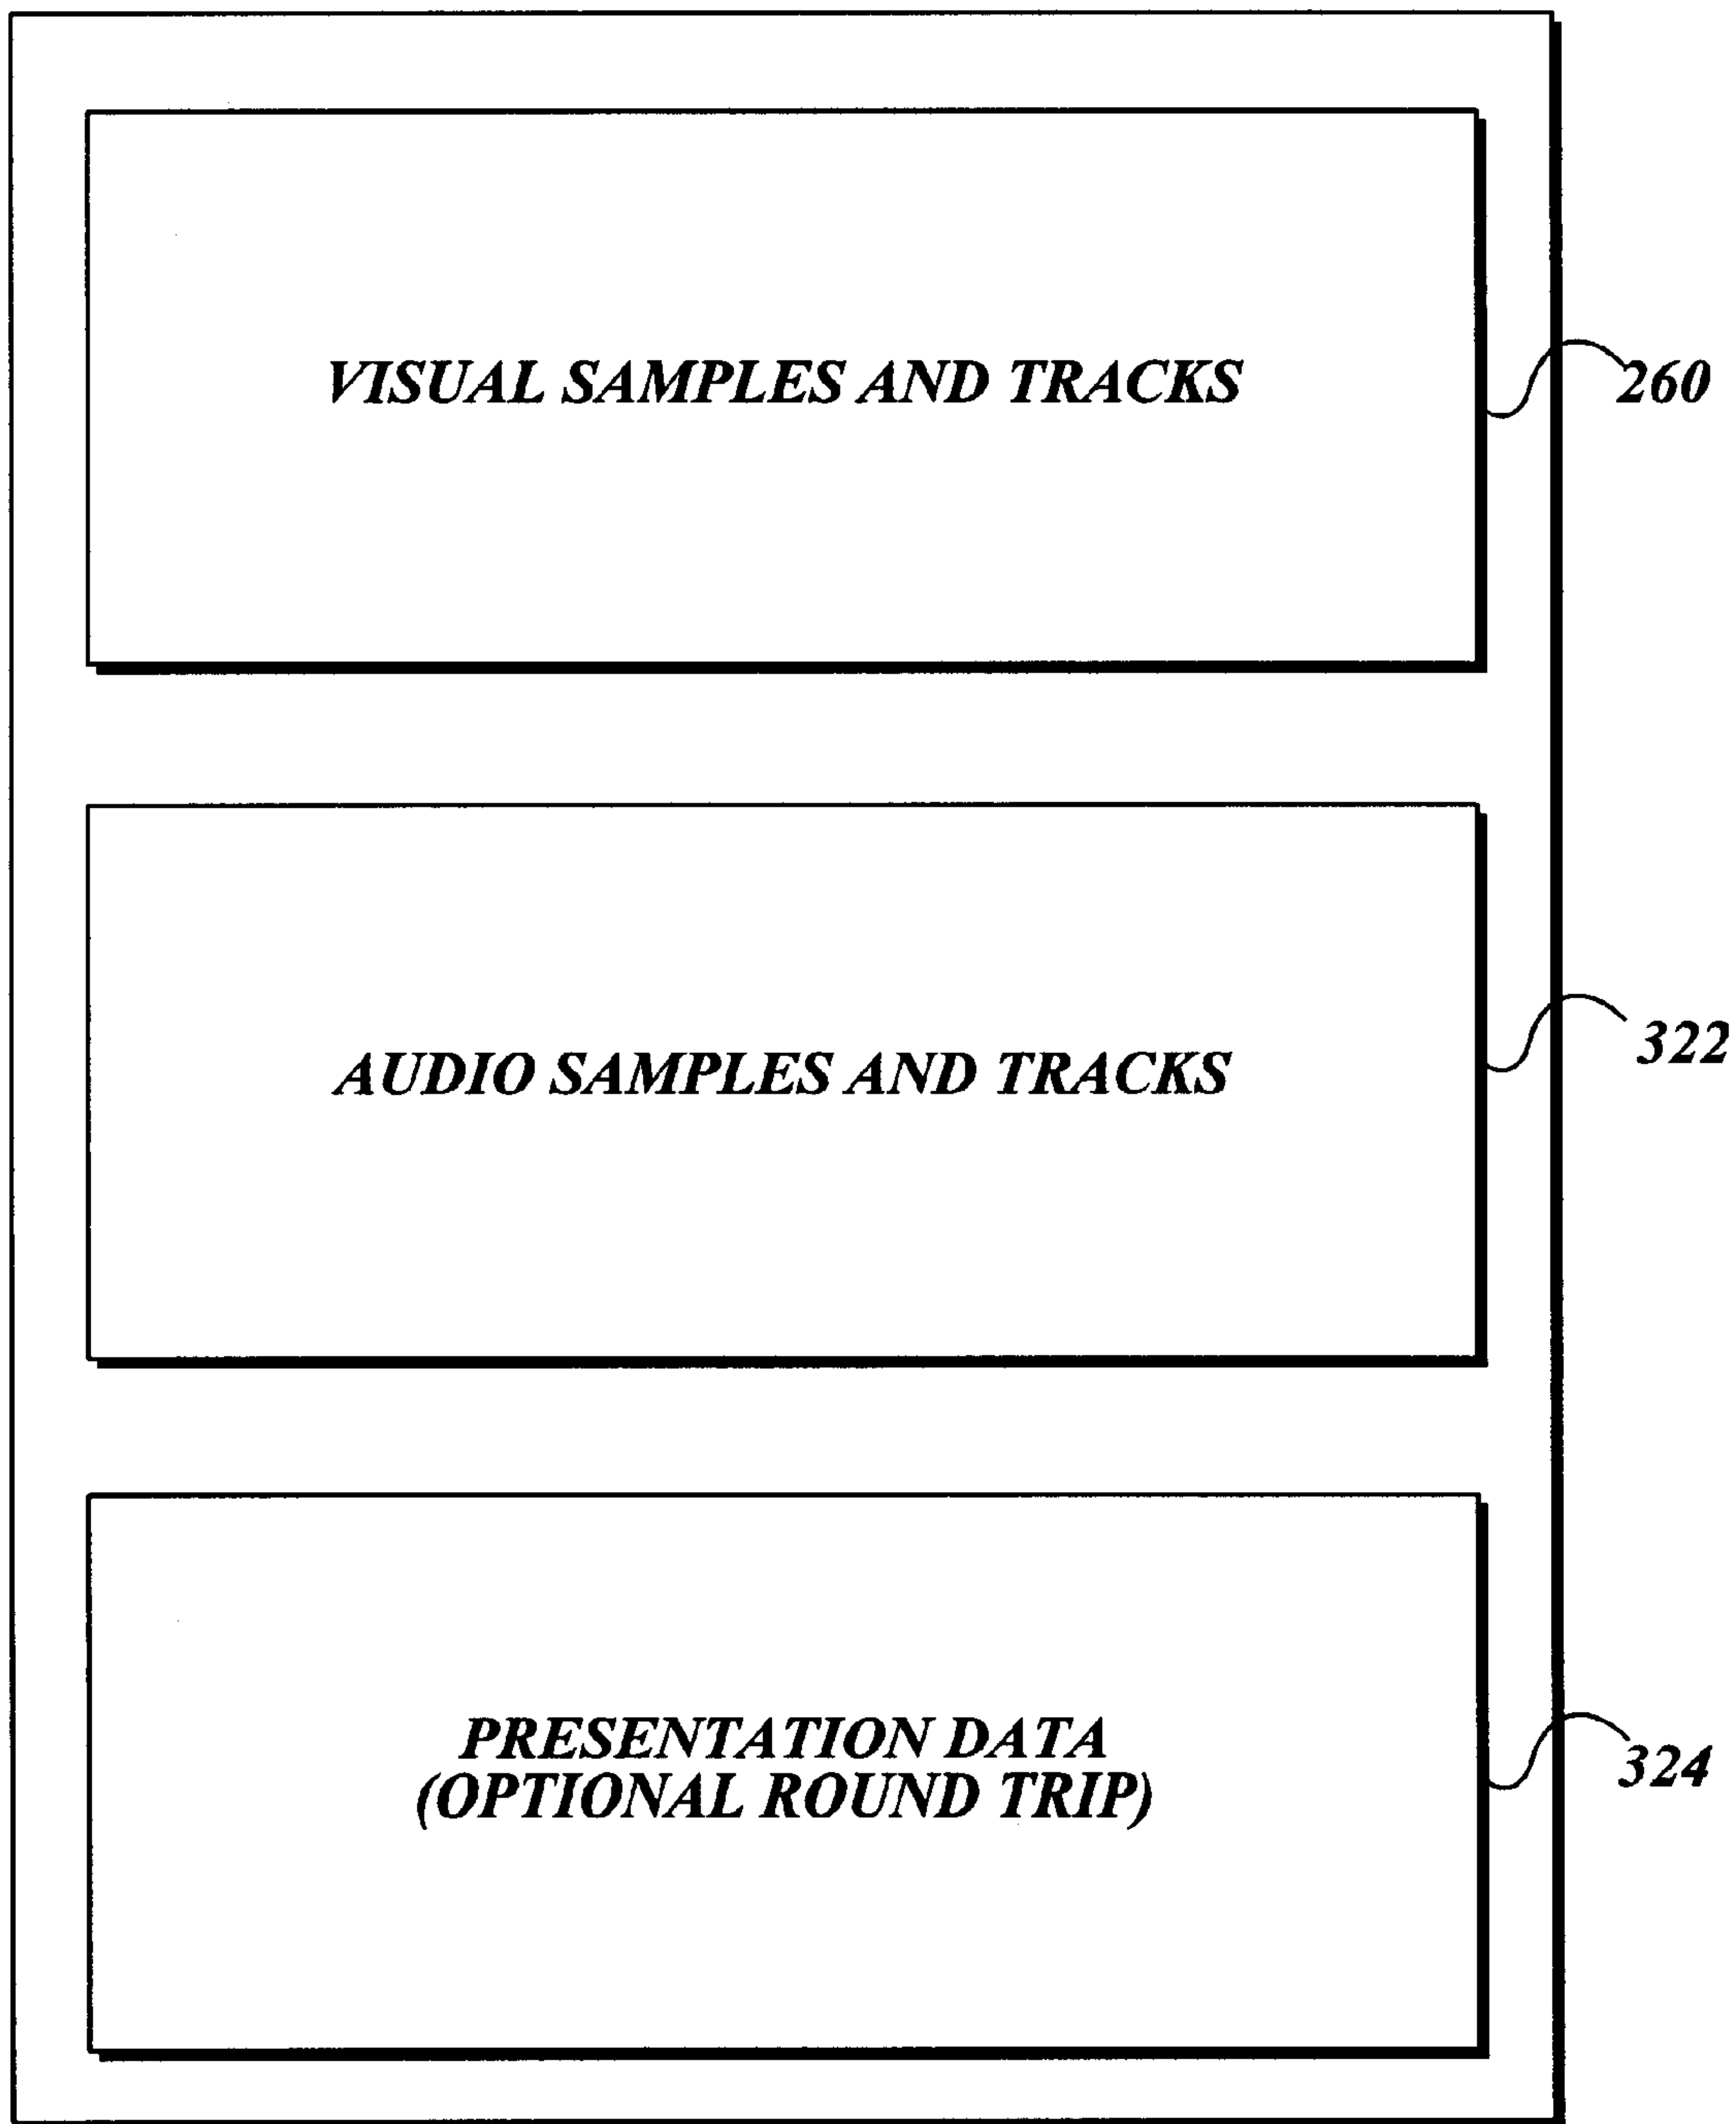 VISUAL SAMPLES AND TRACKS
260
AUDIO SAMPLES AND TRACKS
322
PRESENTATION DATA
(OPTIONAL ROUND TRIP)
324